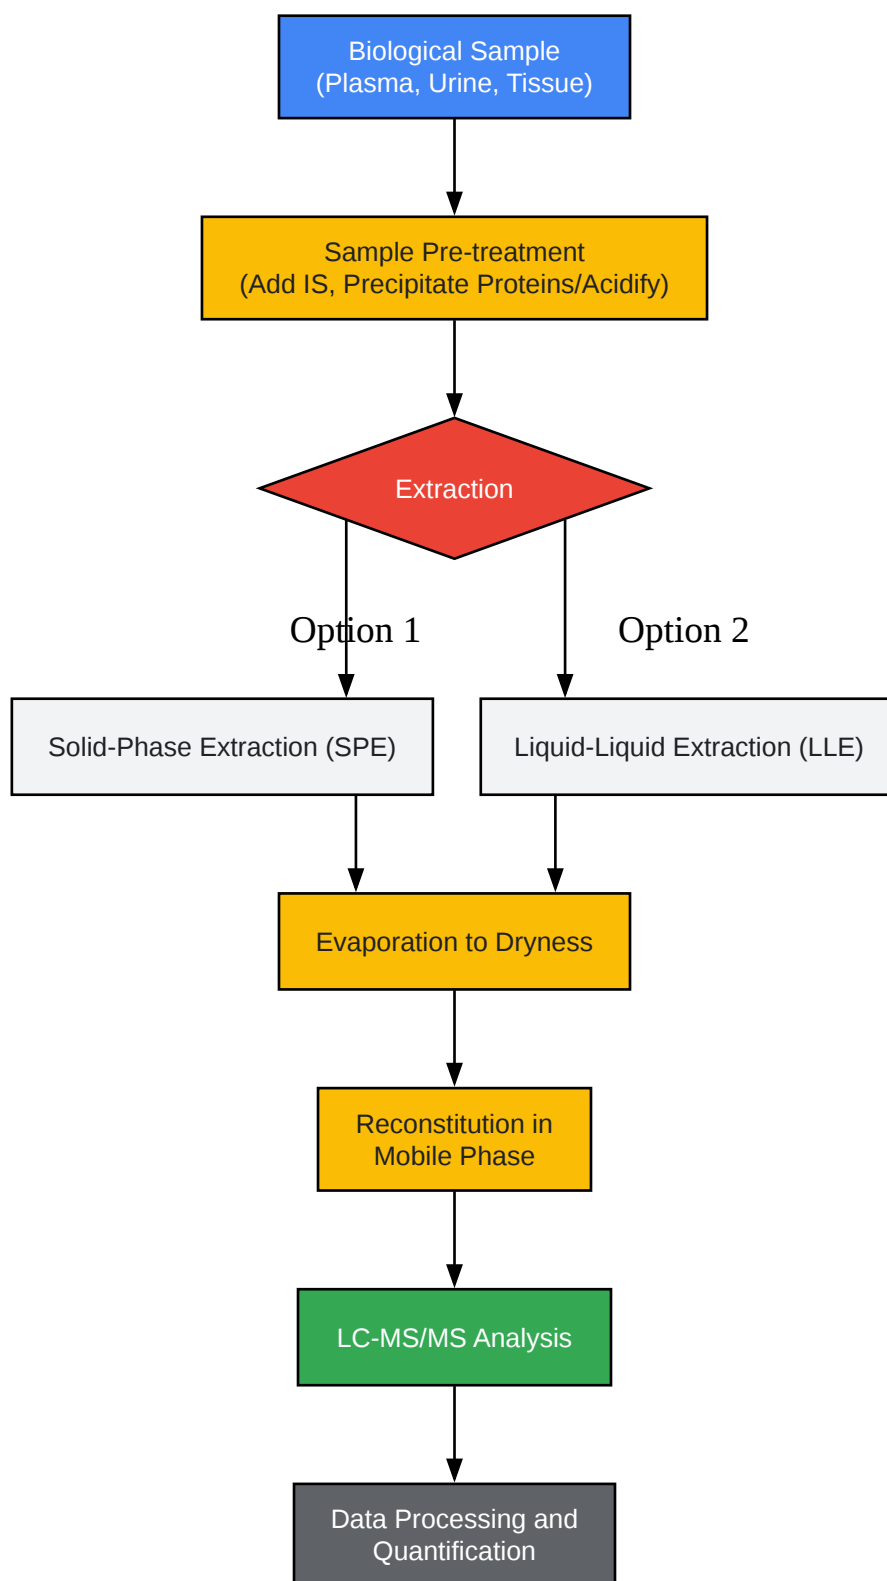 Biological Sample
(Plasma, Urine, Tissue)
Sample Pre-treatment
(Add IS, Precipitate Proteins/Acidify)
Extraction
Option 1
Option 2
Solid-Phase Extraction (SPE)
Liquid-Liquid Extraction (LLE)
Evaporation to Dryness
Reconstitution in
Mobile Phase
LC-MS/MS Analysis
Data Processing and
Quantification